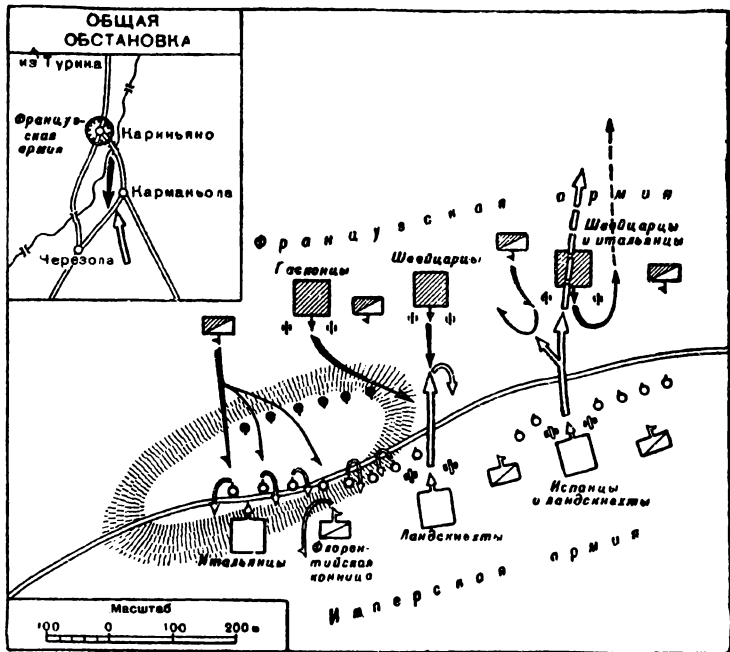 ОБЩАЯ
ОБСТАНОВКА
из Турина
Француз-
ская
армия
Кариньяно
Карманьола
Черезола
Французская армия
Гасконцы
Швейцарцы
Швейцарцы
и итальянцы
Итальянцы
Флорен-
тийская
конница
Ландскнехты
Испанцы
и ландскнехты
Имперская армия
Масштаб
100 0 100 200 м